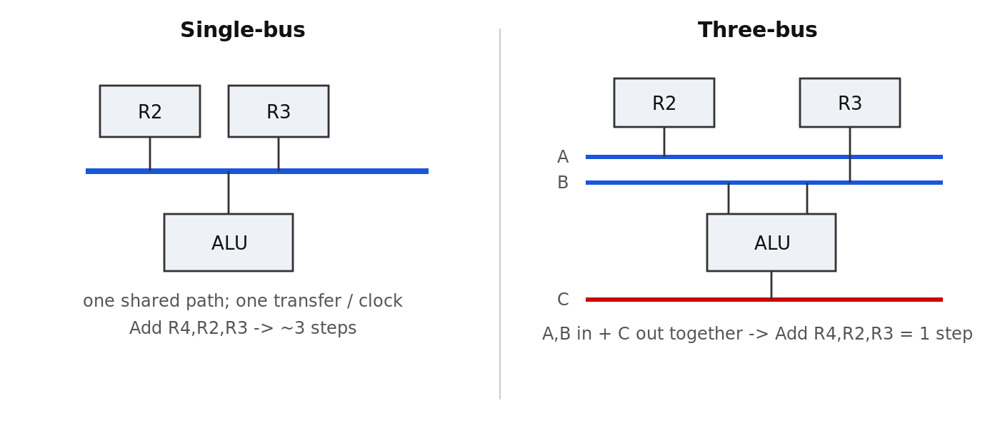 Single-bus
R2
R3
ALU
one shared path; one transfer / clock
Add R4,R2,R3 -> ~3 steps
Three-bus
R2
R3
A
B
ALU
C
A,B in + C out together -> Add R4,R2,R3 = 1 step